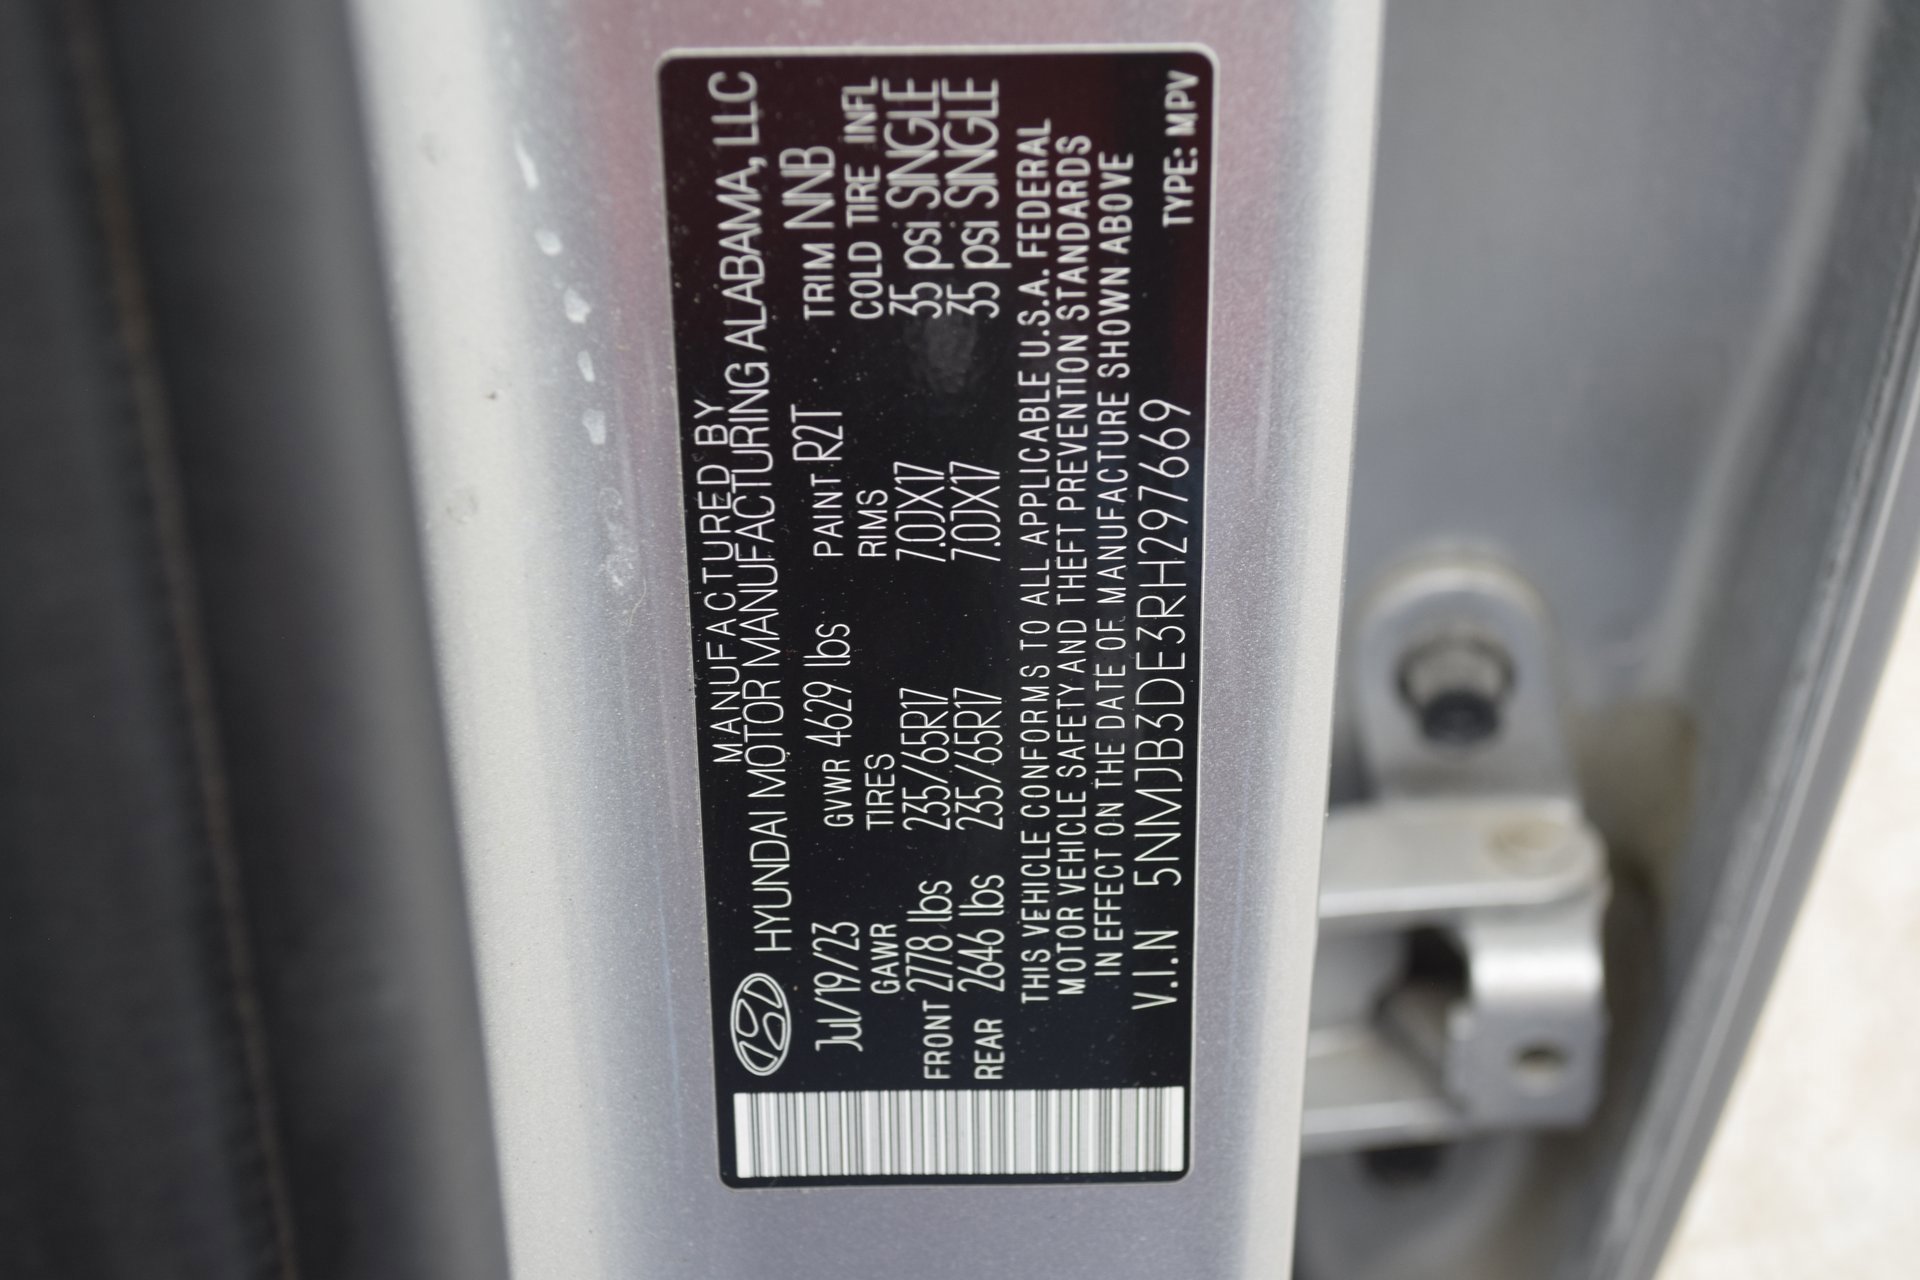 MANUFACTURED BY
HYUNDAI MOTOR MANUFACTURING ALABAMA, LLC
Jul/19/23 GVWR 4629 lbs PAINT R2T TRIM NNB
GAWR TIRES RIMS COLD TIRE INFL
FRONT 2778 lbs 235/65R17 7.0JX17 35 psi SINGLE
REAR 2646 lbs 235/65R17 7.0JX17 35 psi SINGLE
THIS VEHICLE CONFORMS TO ALL APPLICABLE U.S.A. FEDERAL
MOTOR VEHICLE SAFETY AND THEFT PREVENTION STANDARDS
IN EFFECT ON THE DATE OF MANUFACTURE SHOWN ABOVE
V.I.N 5NMJB3DE3RH297669 TYPE: MPV